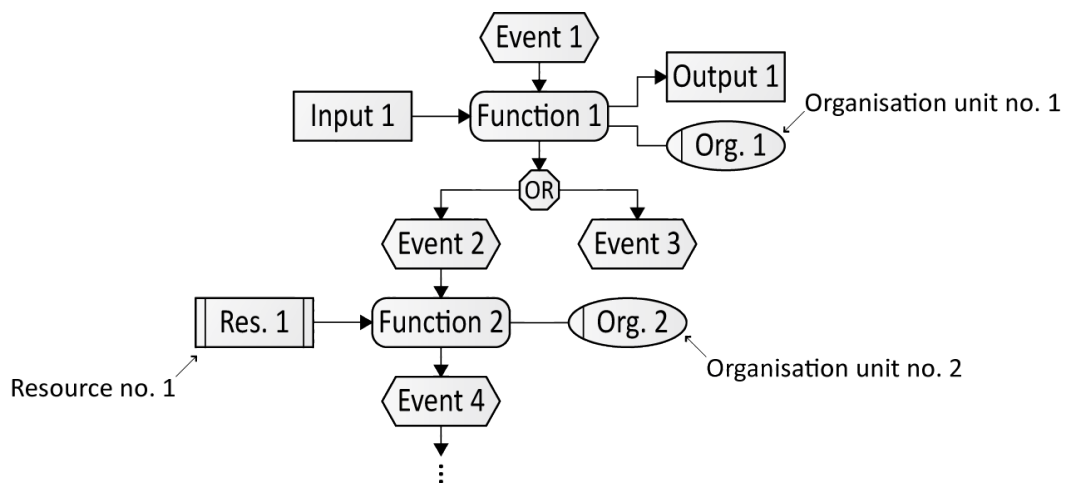 Event 1
Output 1
Organisation unit no. 1
Input 1
Function 1
Org. 1
OR
Event 2
Event 3
Res. 1
Function 2
Org. 2
Resource no. 1
Organisation unit no. 2
Event 4